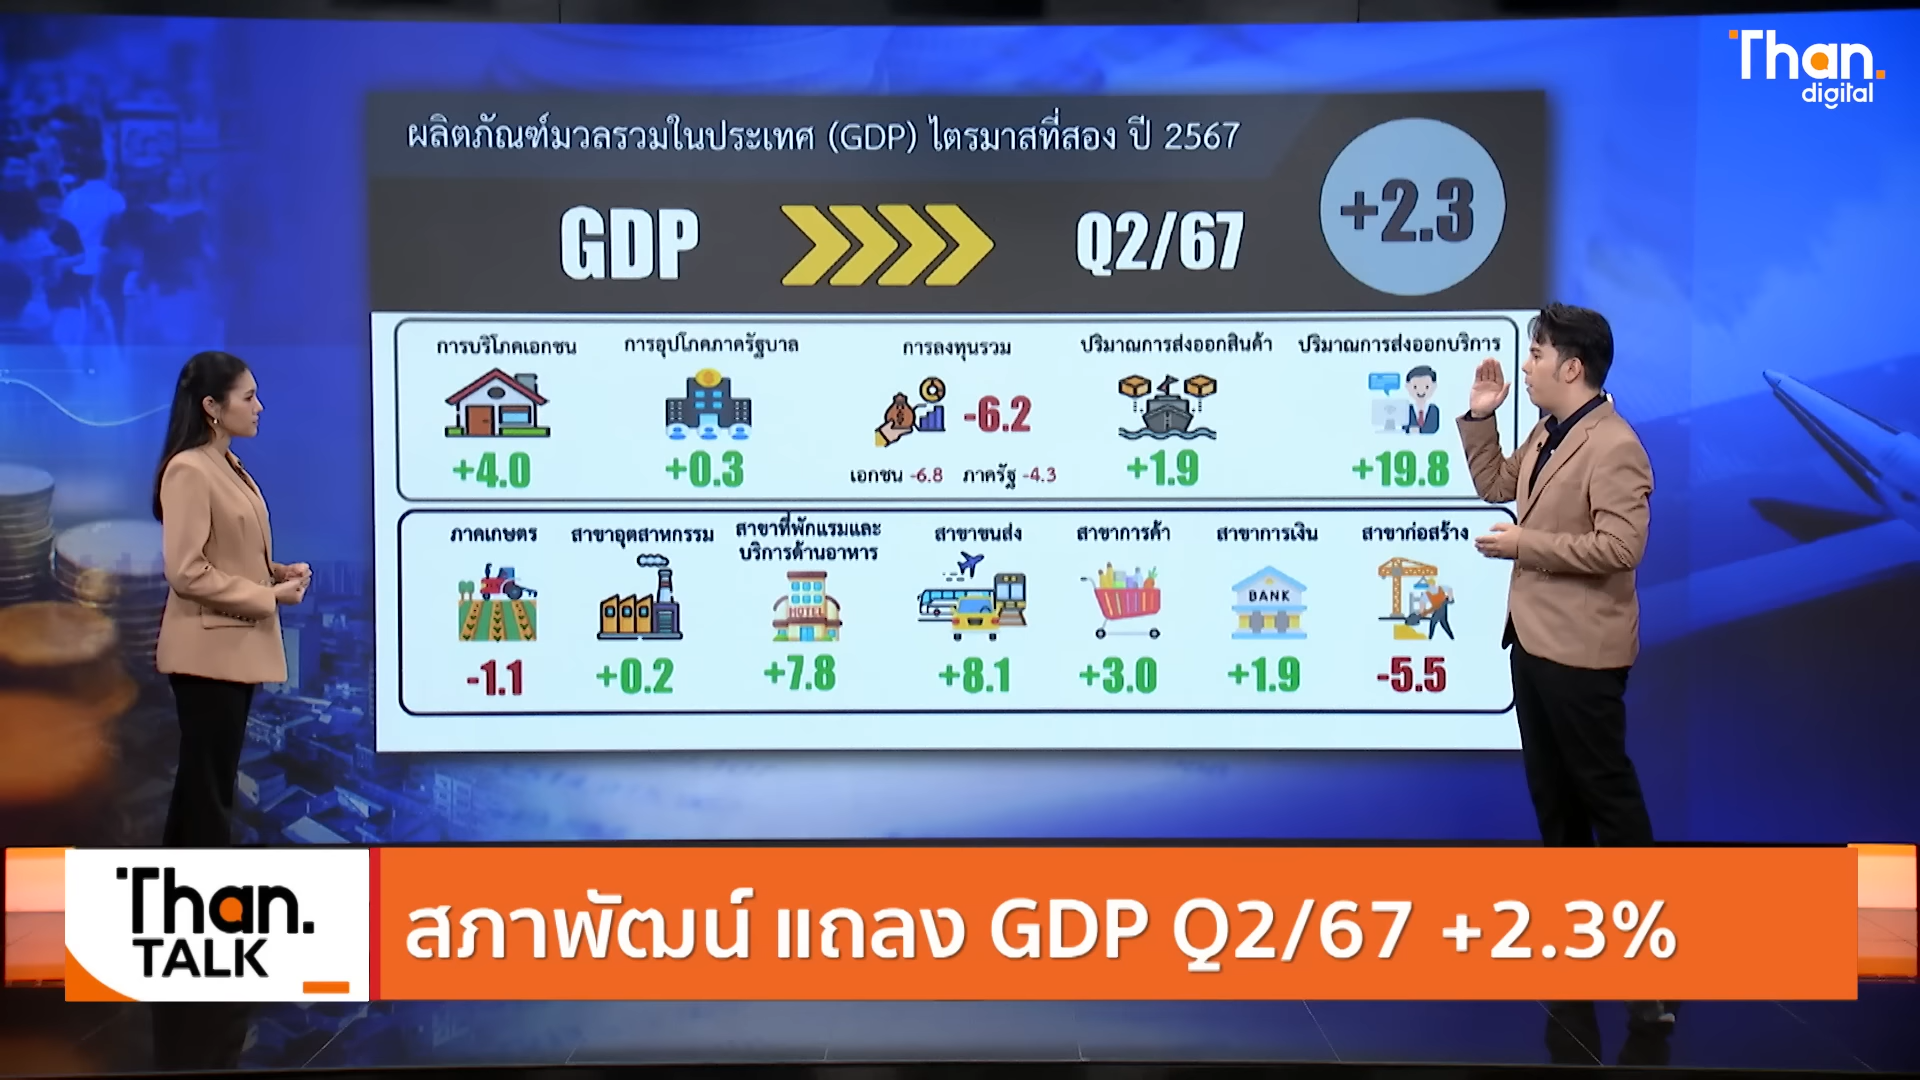 Than.
digital
ผลิตภัณฑ์มวลรวมในประเทศ (GDP) ไตรมาสที่สอง ปี 2567
GDP Q2/67 +2.3
การบริโภคเอกชน การอุปโภคภาครัฐบาล การลงทุนรวม ปริมาณการส่งออกสินค้า ปริมาณการส่งออกบริการ
-6.2
+4.0 +0.3 เอกชน -6.8 ภาครัฐ -4.3 +1.9 +19.8
ภาคเกษตร สาขาอุตสาหกรรม สาขาที่พักแรมและ สาขาขนส่ง สาขาการค้า สาขาการเงิน สาขาก่อสร้าง
บริการด้านอาหาร
HOTEL BANK
-1.1 +0.2 +7.8 +8.1 +3.0 +1.9 -5.5
Than.
TALK
สภาพัฒน์ แถลง GDP Q2/67 +2.3%